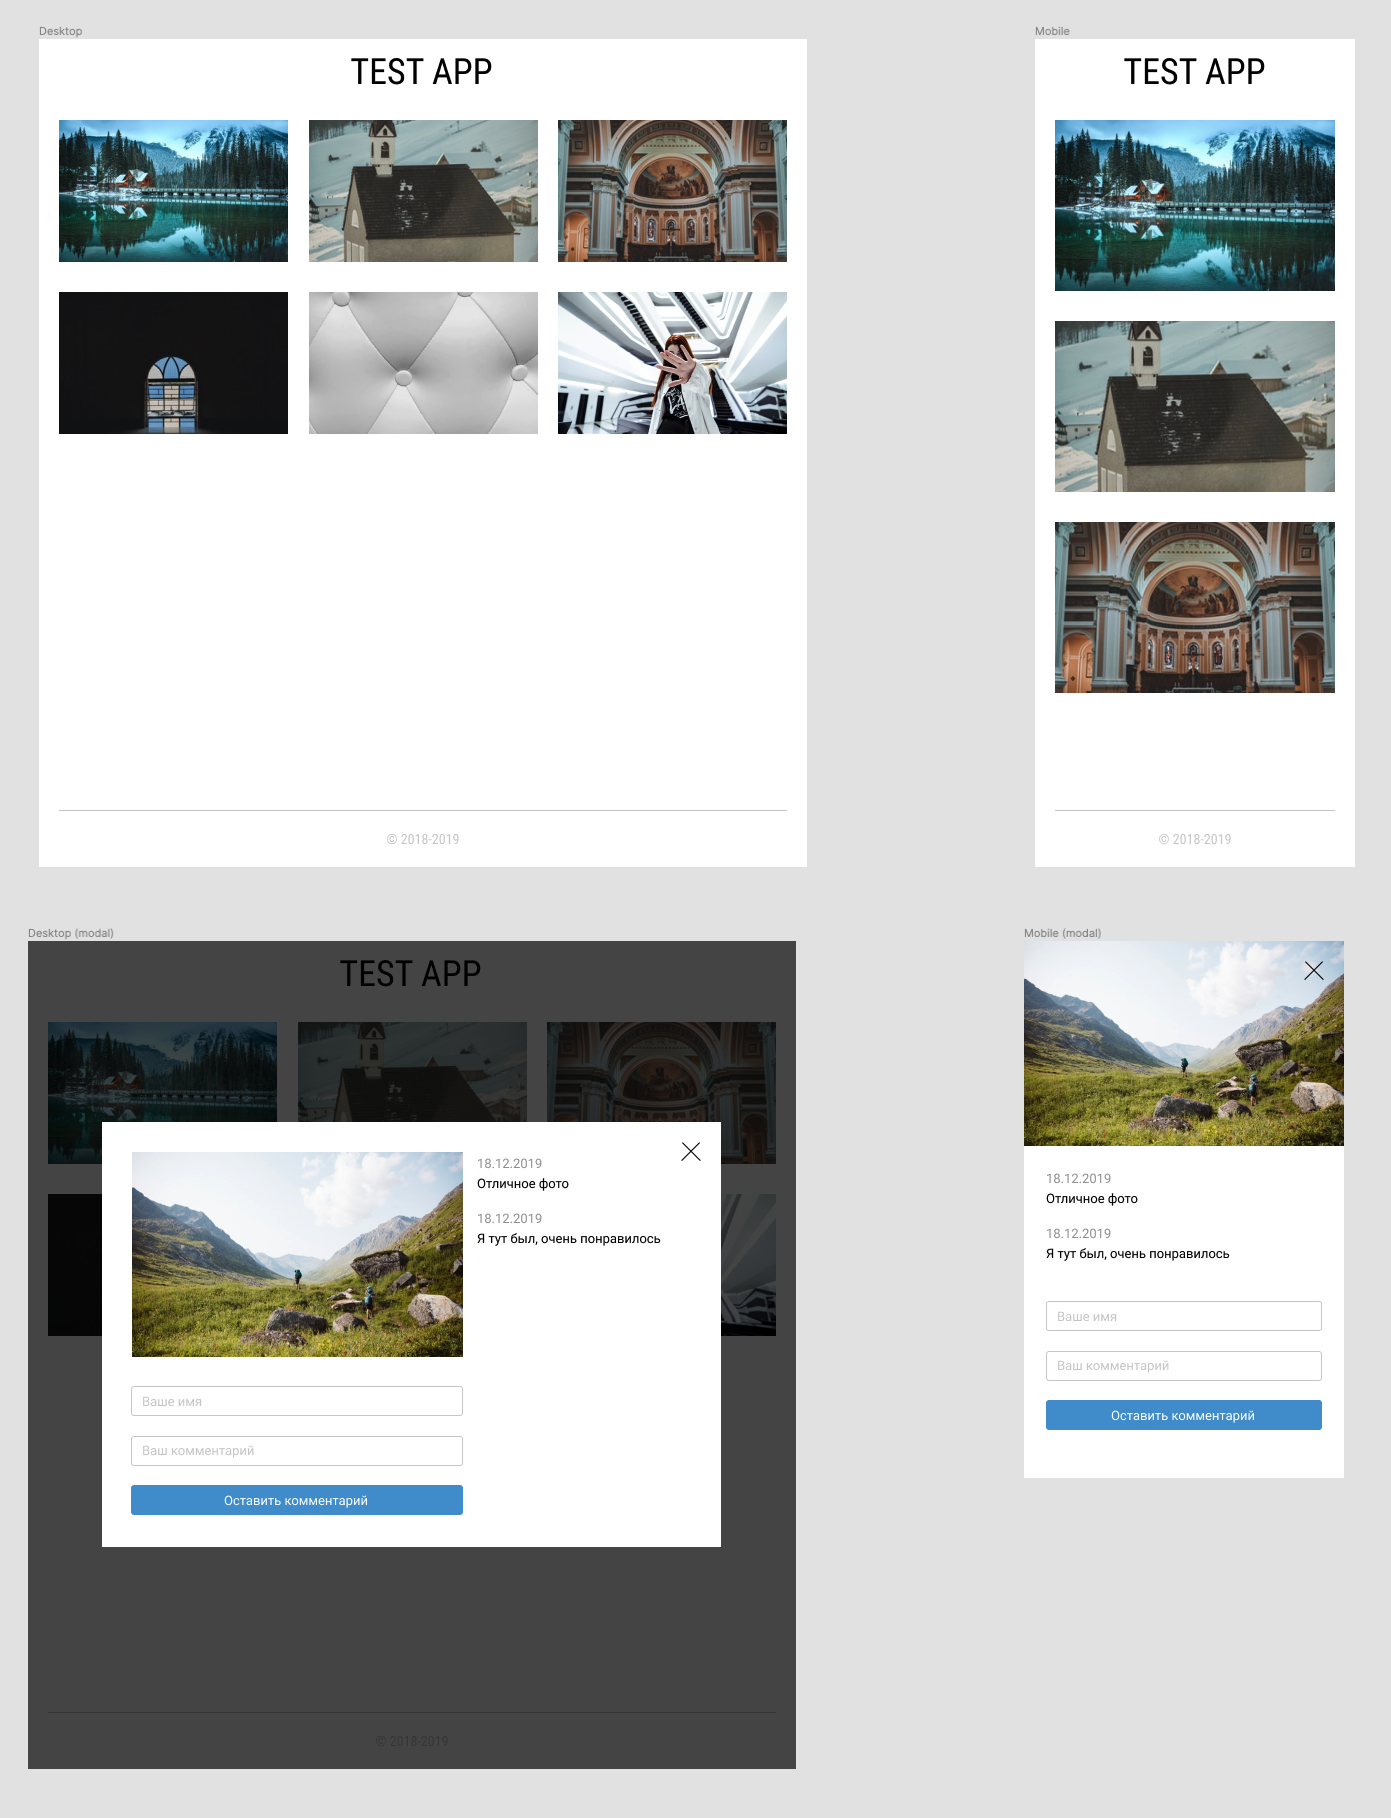 Desktop
TEST APP
© 2018-2019
Mobile
TEST APP
© 2018-2019
Desktop (modal)
TEST APP
18.12.2019
Отличное фото
18.12.2019
Я тут был, очень понравилось
Ваше имя
Ваш комментарий
Оставить комментарий
© 2018-2019
Mobile (modal)
18.12.2019
Отличное фото
18.12.2019
Я тут был, очень понравилось
Ваше имя
Ваш комментарий
Оставить комментарий